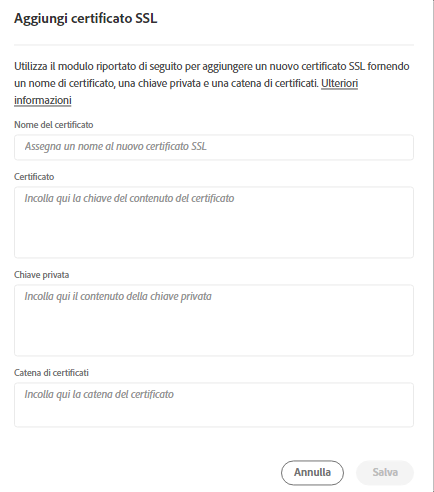 Aggiungi certificato SSL
Utilizza il modulo riportato di seguito per aggiungere un nuovo certificato SSL fornendo
un nome di certificato, una chiave privata e una catena di certificati. Ulteriori
informazioni
Nome del certificato
Assegna un nome al nuovo certificato SSL
Certificato
Incolla qui la chiave del contenuto del certificato
Chiave privata
Incolla qui il contenuto della chiave privata
Catena di certificati
Incolla qui la catena del certificato
Annulla
Salva